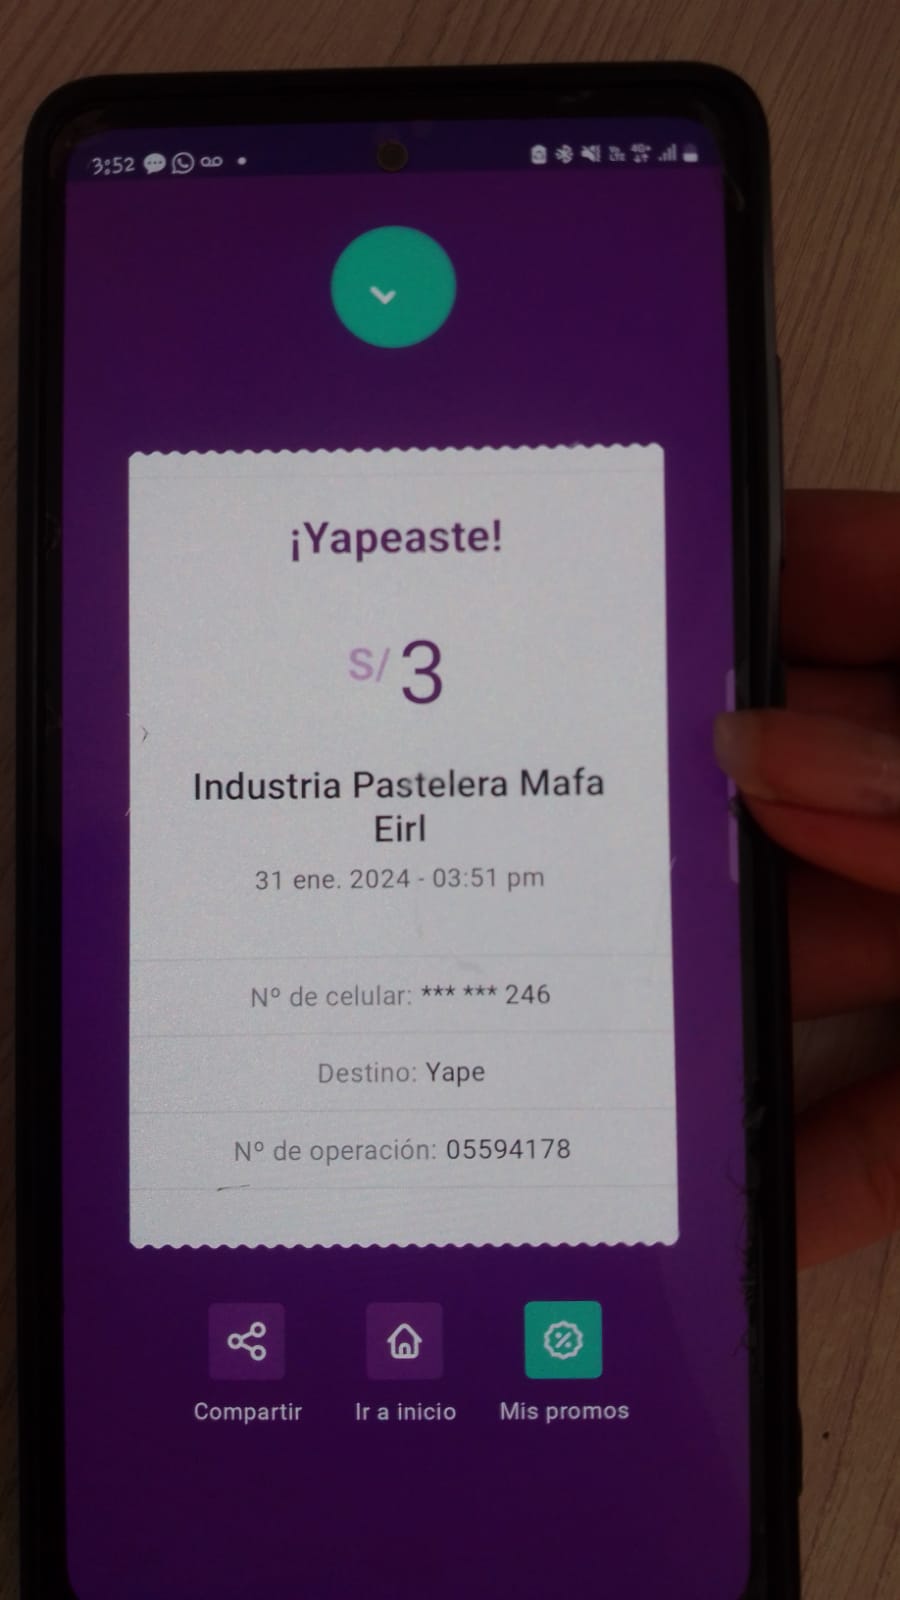 3:52
¡Yapeaste!
S/ 3
Industria Pastelera Mafa
Eirl
31 ene. 2024 - 03:51 pm
Nº de celular: *** *** 246
Destino: Yape
Nº de operación: 05594178
Compartir Ir a inicio Mis promos